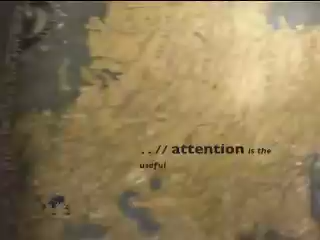 . . // attention is the
useful